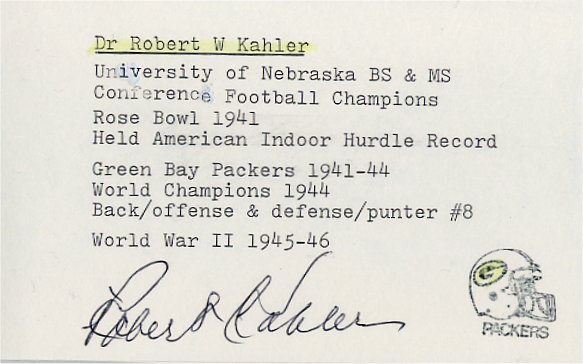 Dr Robert W Kahler
University of Nebraska BS & MS
Conference Football Champions
Rose Bowl 1941
Held American Indoor Hurdle Record
Green Bay Packers 1941-44
World Champions 1944
Back/offense & defense/punter #8
World War II 1945-46
Robert Kahler
G
PACKERS